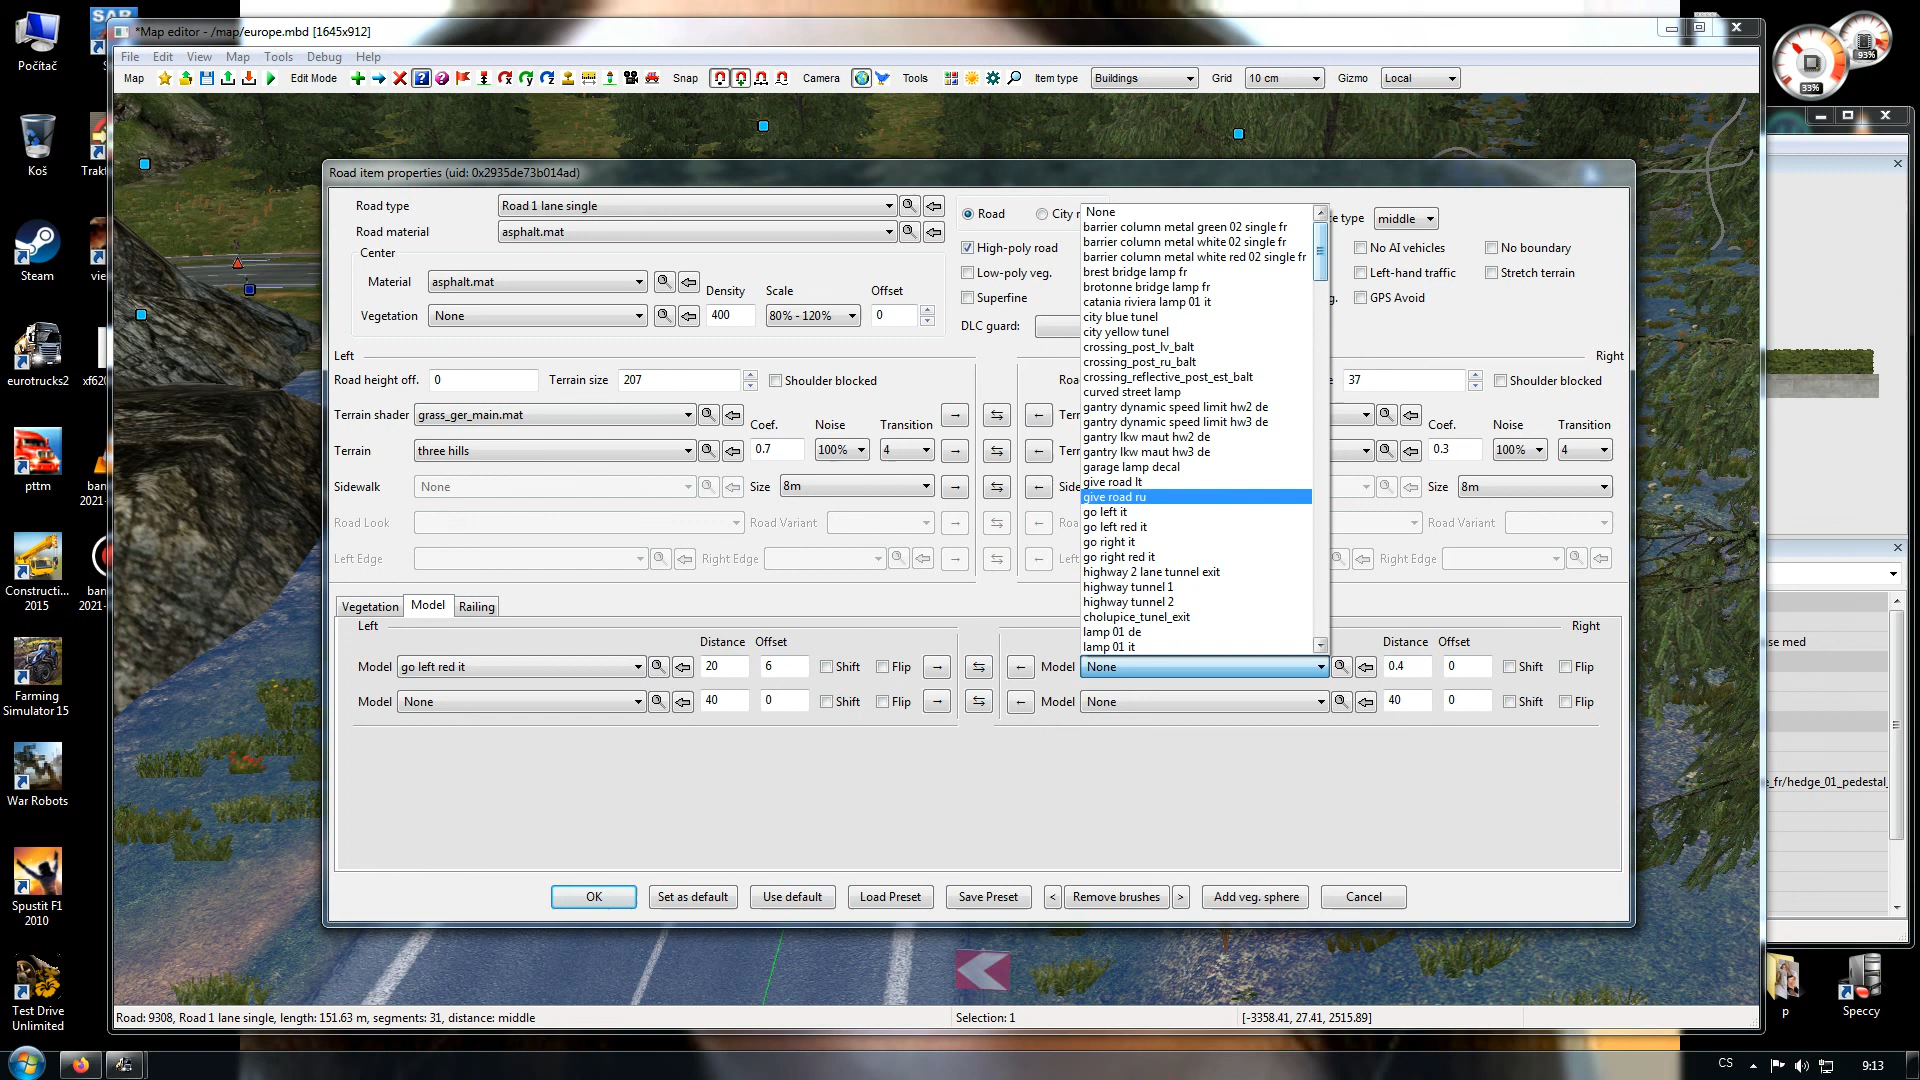 *Map editor - /map/europe.mbd [1645x912]
File Edit View Map Tools Debug Help
Map Edit Mode Snap Camera Tools Item type Buildings Grid 10 cm Gizmo Local
Road item properties (uid: 0x2935de73b014ad)
Road type Road 1 lane single
Road material asphalt.mat
Center
Material asphalt.mat
Density Scale Offset
Vegetation None 400 80% - 120% 0
Road
High-poly road
Low-poly veg.
Superfine
DLC guard:
middle
No AI vehicles No boundary
Left-hand traffic Stretch terrain
GPS Avoid
Left
Road height off. 0 Terrain size 207 Shoulder blocked
Terrain shader grass_ger_main.mat
Coef. Noise Transition
Terrain three hills 0.7 100% 4
Sidewalk None Size 8m
Road Look Road Variant
Left Edge Right Edge
Right
37 Shoulder blocked
Coef. Noise Transition
0.3 100% 4
Size 8m
Road Variant
Right Edge
None
barrier column metal green 02 single fr
barrier column metal white 02 single fr
barrier column metal white red 02 single fr
brest bridge lamp fr
brotonne bridge lamp fr
catania riviera lamp 01 it
city blue tunel
city yellow tunel
crossing_post_lv_balt
crossing_post_ru_balt
crossing_reflective_post_est_balt
curved street lamp
gantry dynamic speed limit hw2 de
gantry dynamic speed limit hw3 de
gantry lkw maut hw2 de
gantry lkw maut hw3 de
garage lamp decal
give road lt
give road ru
go left it
go left red it
go right it
go right red it
highway 2 lane tunnel exit
highway tunnel 1
highway tunnel 2
cholupice_tunel_exit
lamp 01 de
lamp 01 it
Vegetation Model Railing
Left
Distance Offset
Model go left red it 20 6 Shift Flip
Model None 40 0 Shift Flip
Right
Distance Offset
Model None 0.4 0 Shift Flip
Model None 40 0 Shift Flip
OK Set as default Use default Load Preset Save Preset < Remove brushes > Add veg. sphere Cancel
Road: 9308, Road 1 lane single, length: 151.63 m, segments: 31, distance: middle
Selection: 1
[-3358.41, 27.41, 2515.89]
Počítač
Koš
Steam
eurotrucks2
pttm
Constructi...
2015
Farming
Simulator 15
War Robots
Spustit F1
2010
Test Drive
Unlimited
33%
93%
p
Speccy
CS
9:13